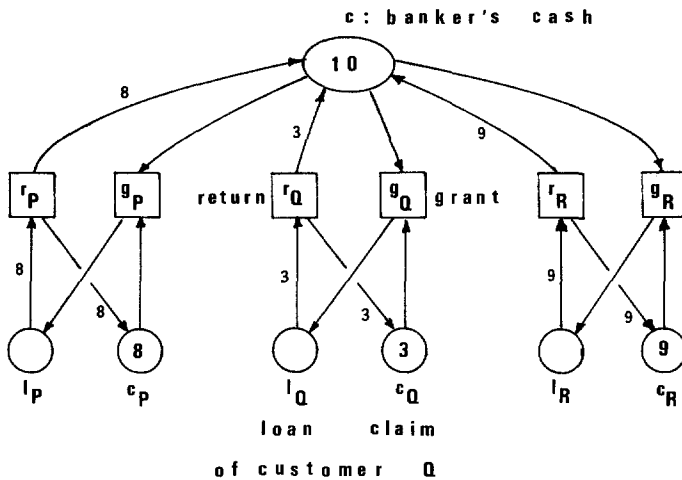 c: banker's cash
10
8
3
9
r_P
g_P
return
r_Q
g_Q
grant
r_R
g_R
8
8
3
3
9
9
8
3
9
l_P
c_P
l_Q
c_Q
l_R
c_R
loan claim
of customer Q